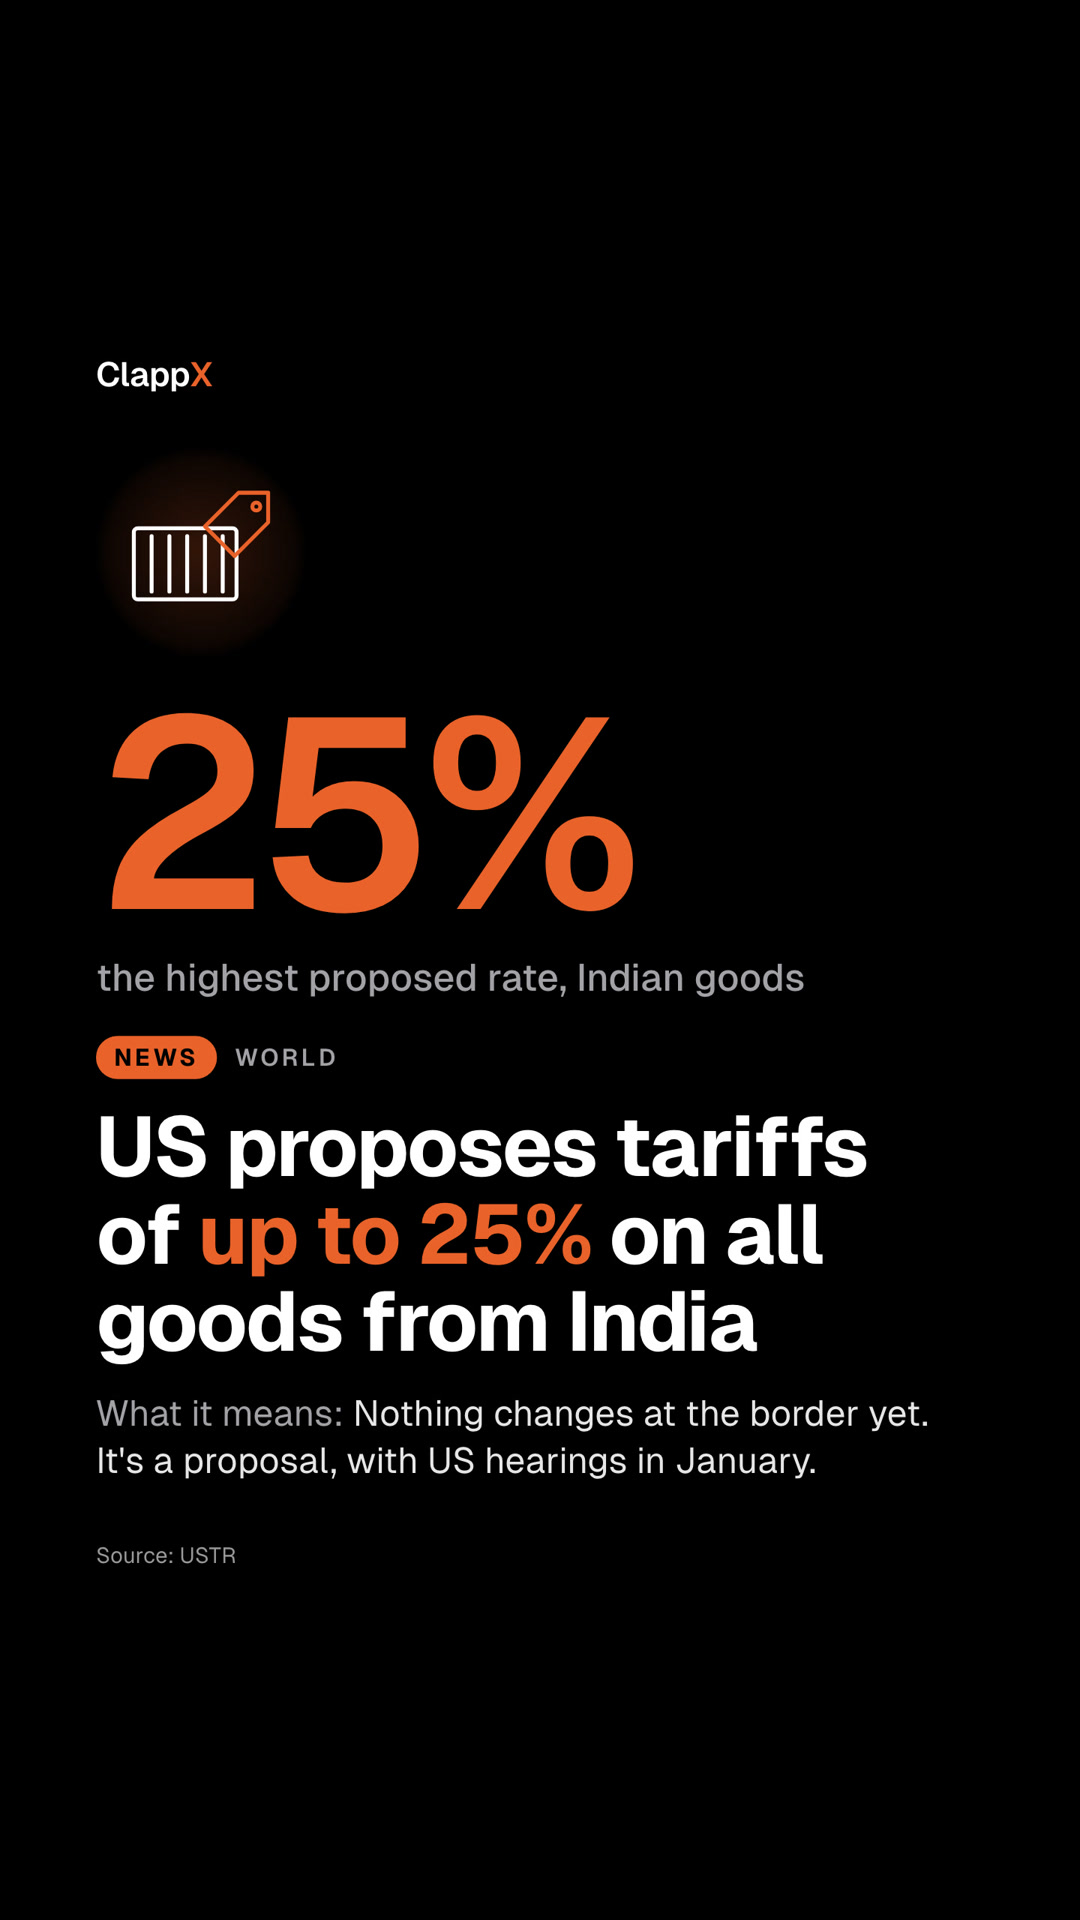 ClappX
25%
the highest proposed rate, Indian goods
NEWS WORLD
US proposes tariffs
of up to 25% on all
goods from India
What it means: Nothing changes at the border yet.
It's a proposal, with US hearings in January.
Source: USTR